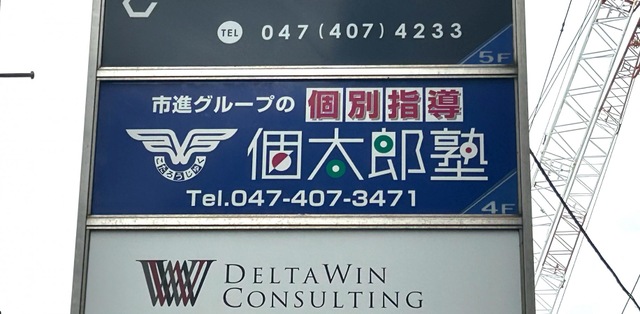 TEL 047(407)4233
5F
市進グループの 個別指導
個太郎塾
こたろうじゅく
Tel.047-407-3471
4F
DELTAWIN
CONSULTING